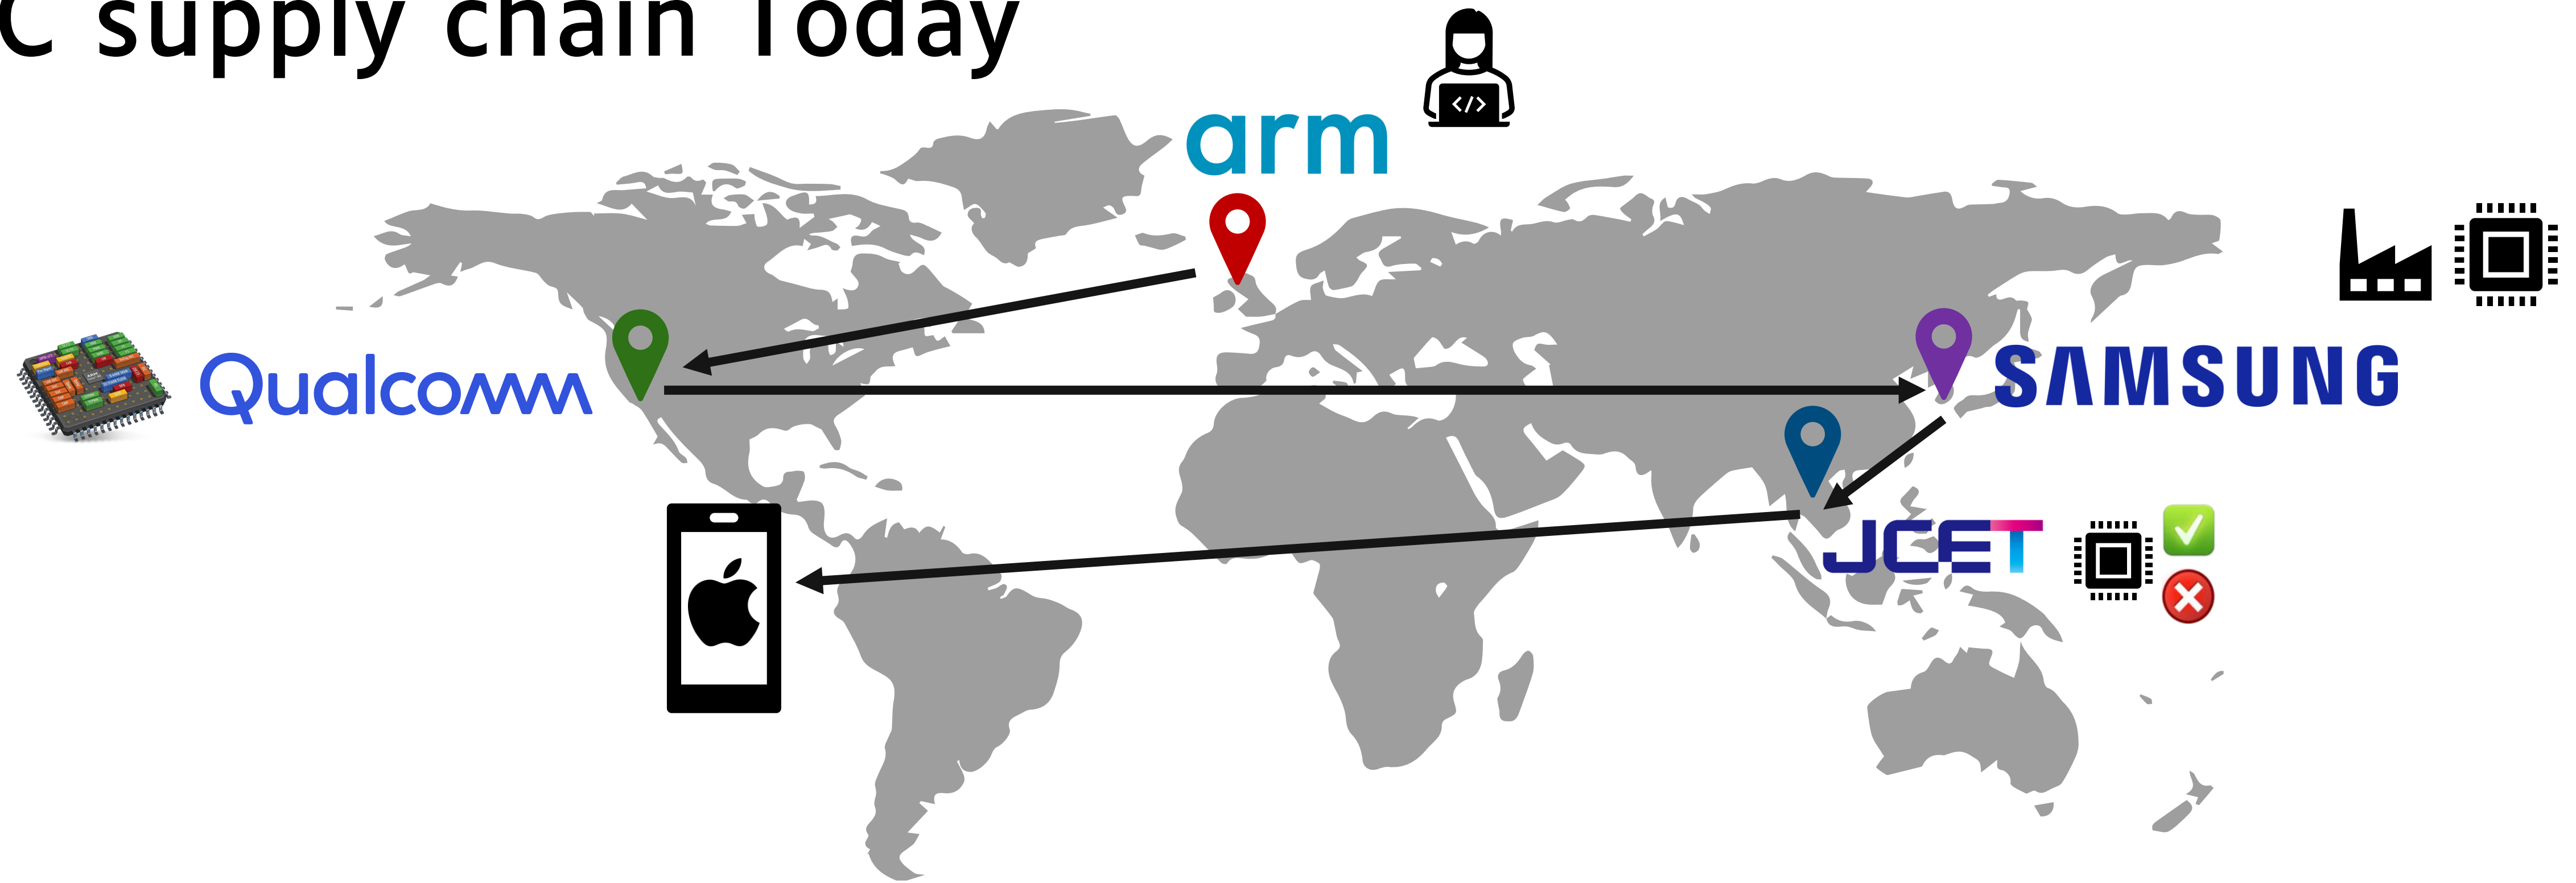 C supply chain Today
arm
</>
Qualcomm
SAMSUNG
JCET